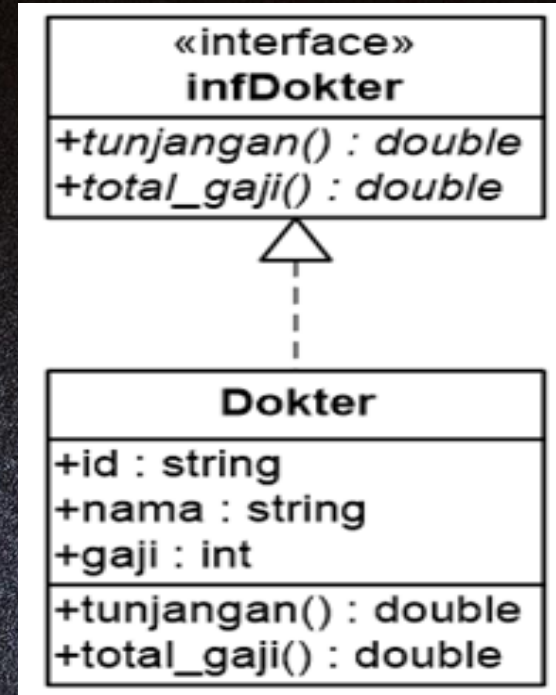 «interface»
infDokter
+tunjangan() : double
+total_gaji() : double
Dokter
+id : string
+nama : string
+gaji : int
+tunjangan() : double
+total_gaji() : double